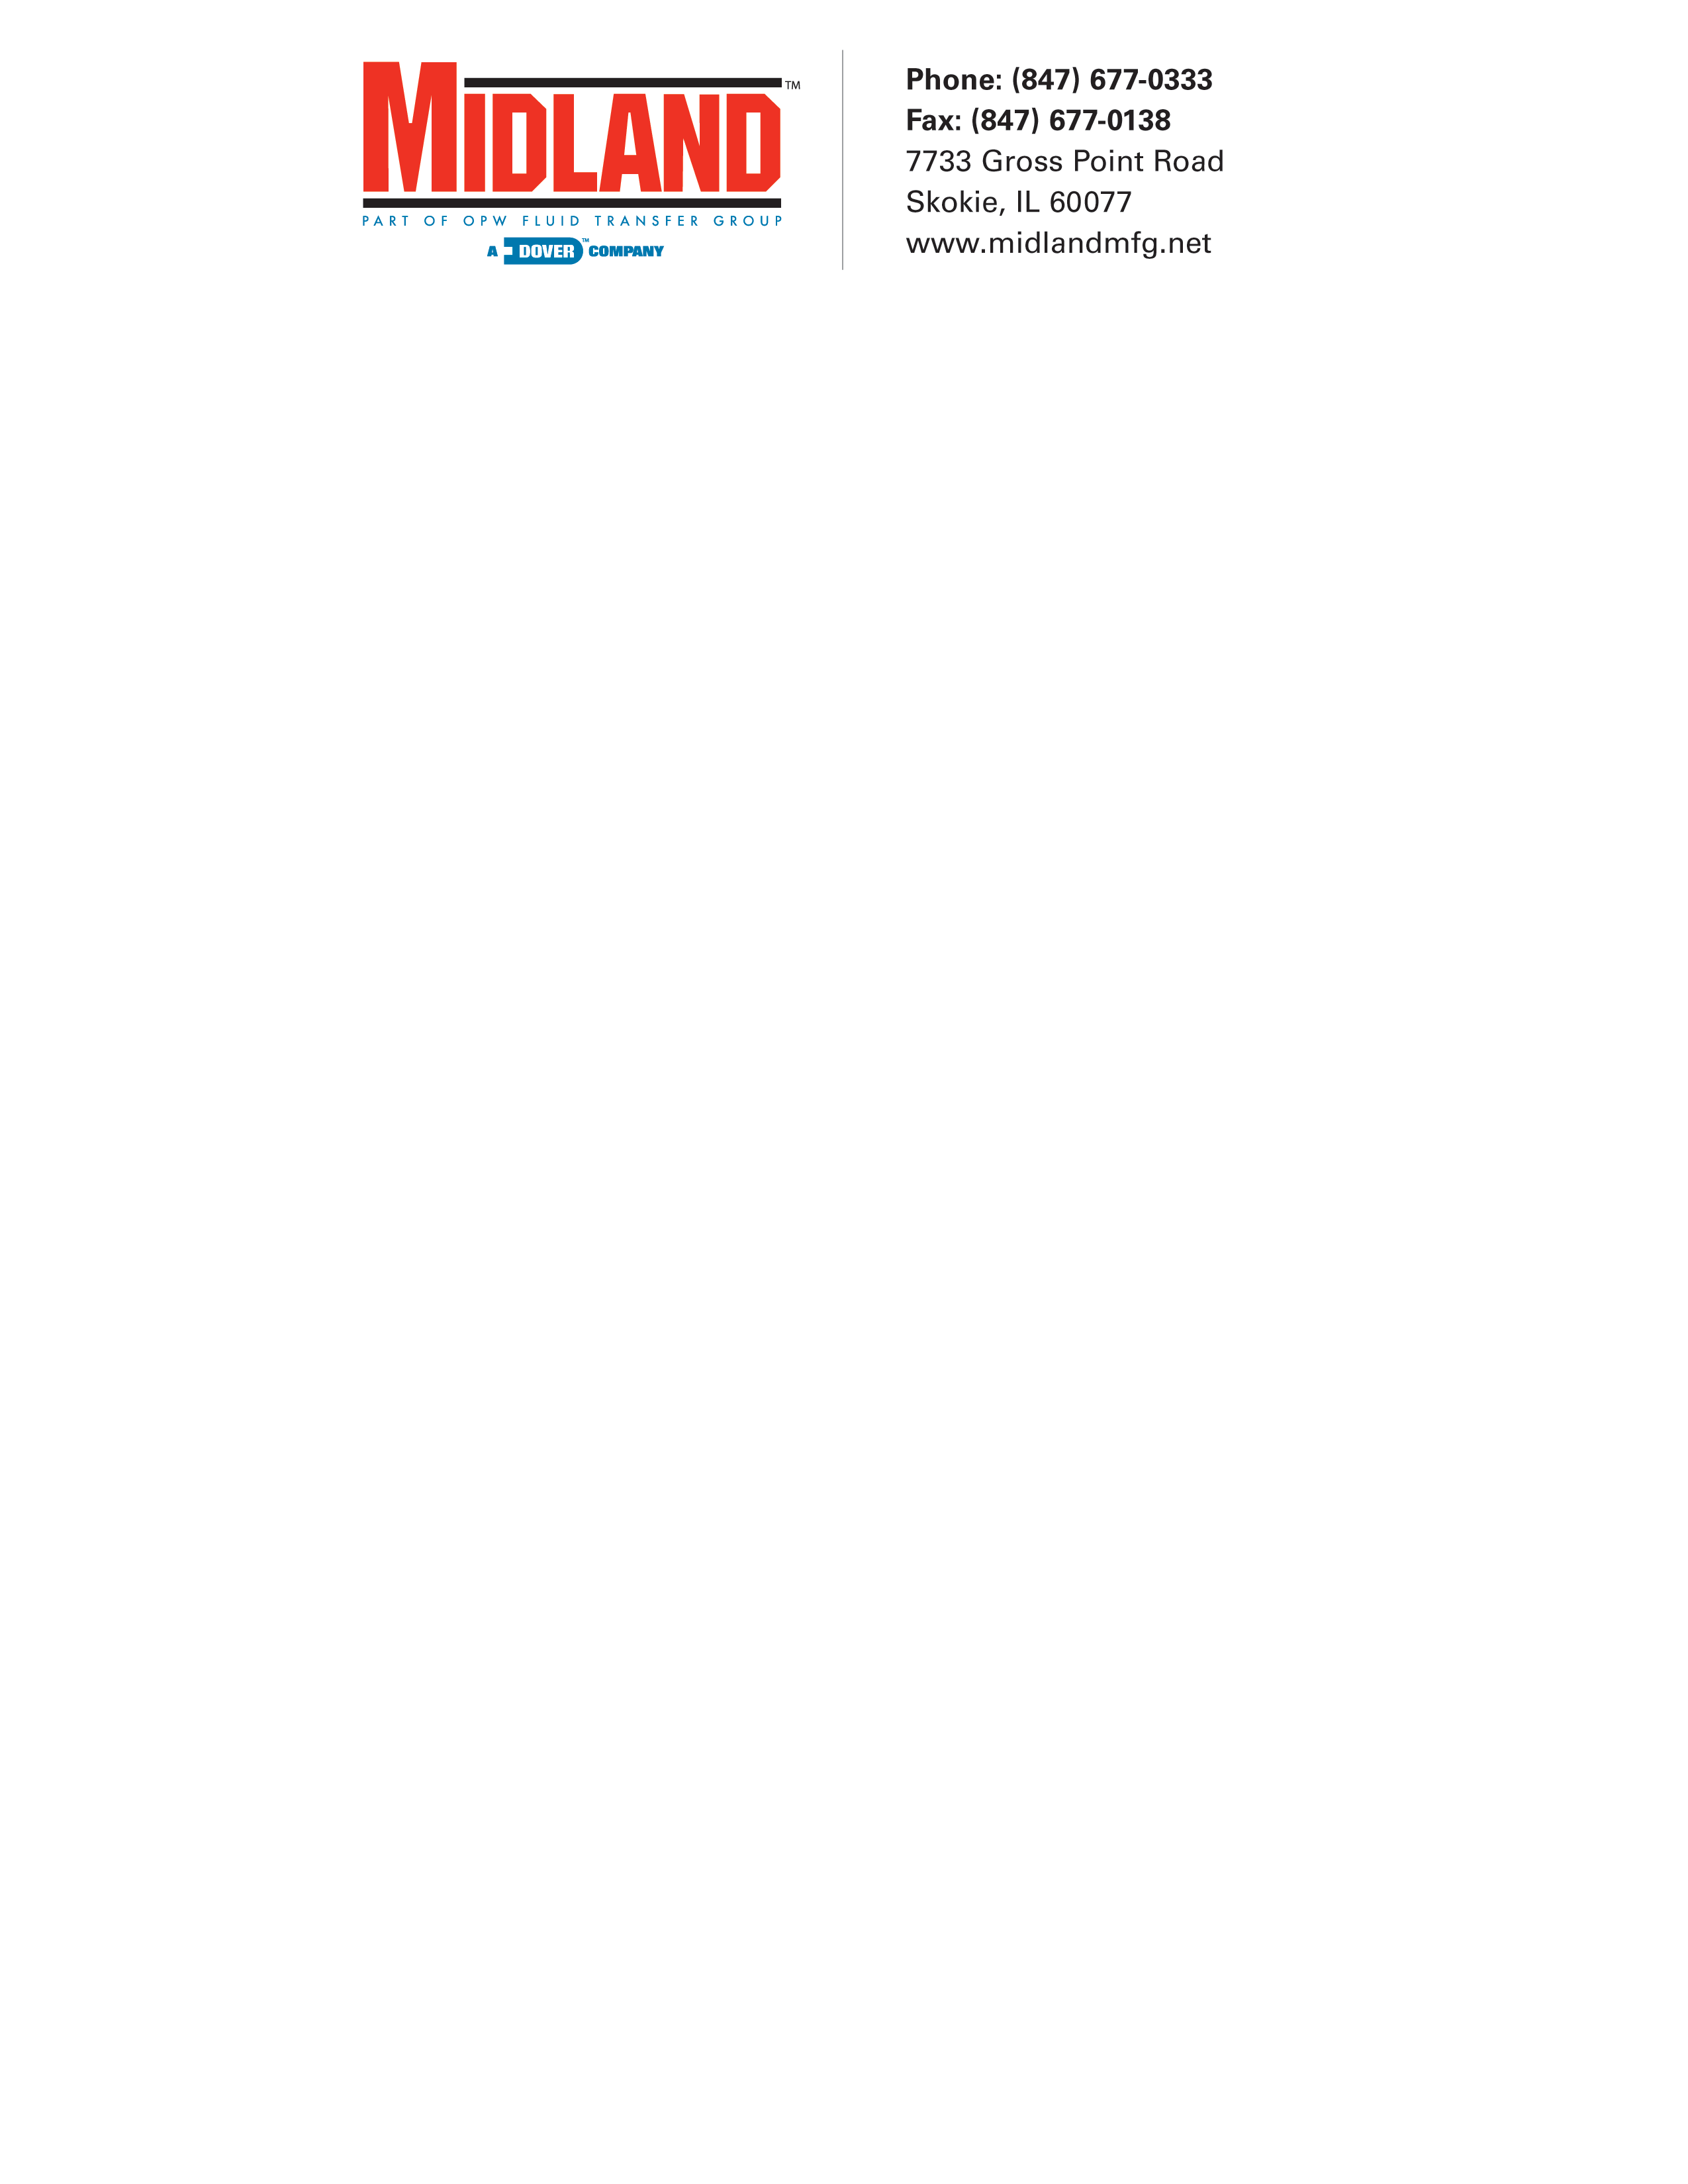 MIDLAND™
PART OF OPW FLUID TRANSFER GROUP
A DOVER™ COMPANY
Phone: (847) 677-0333
Fax: (847) 677-0138
7733 Gross Point Road
Skokie, IL 60077
www.midlandmfg.net